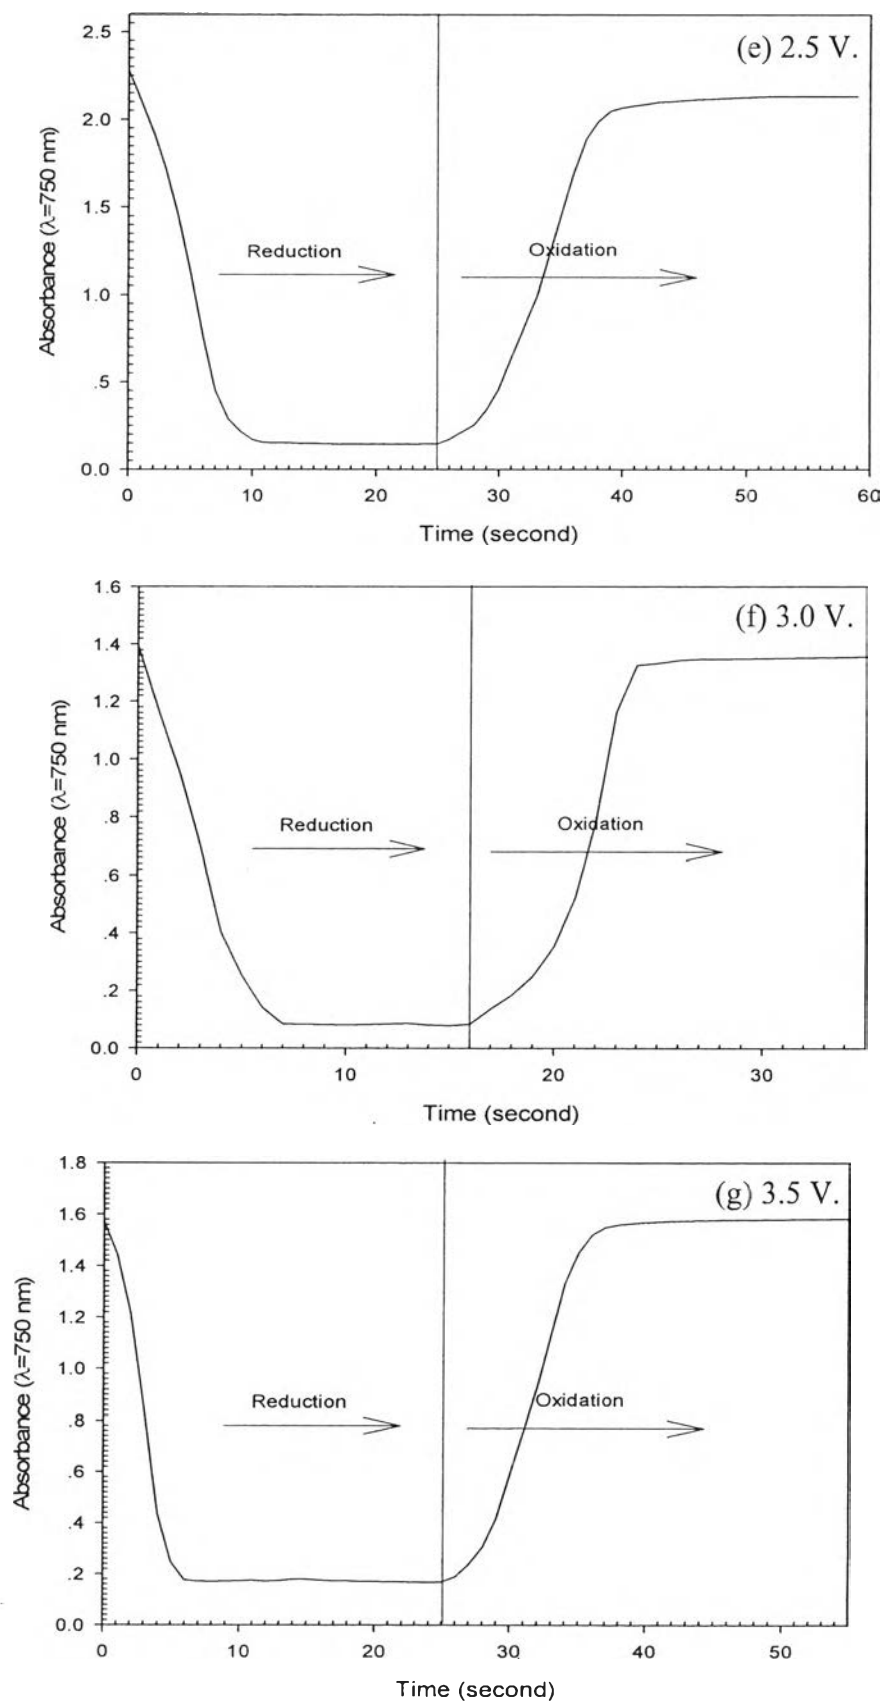 (e) 2.5 V.
2.5
2.0
1.5
1.0
.5
0.0
Absorbance (λ=750 nm)
Reduction
Oxidation
0 10 20 30 40 50 60
Time (second)
(f) 3.0 V.
1.6
1.4
1.2
1.0
.8
.6
.4
.2
0.0
Absorbance (λ=750 nm)
Reduction
Oxidation
0 10 20 30
Time (second)
(g) 3.5 V.
1.8
1.6
1.4
1.2
1.0
.8
.6
.4
.2
0.0
Absorbance (λ=750 nm)
Reduction
Oxidation
0 10 20 30 40 50
Time (second)